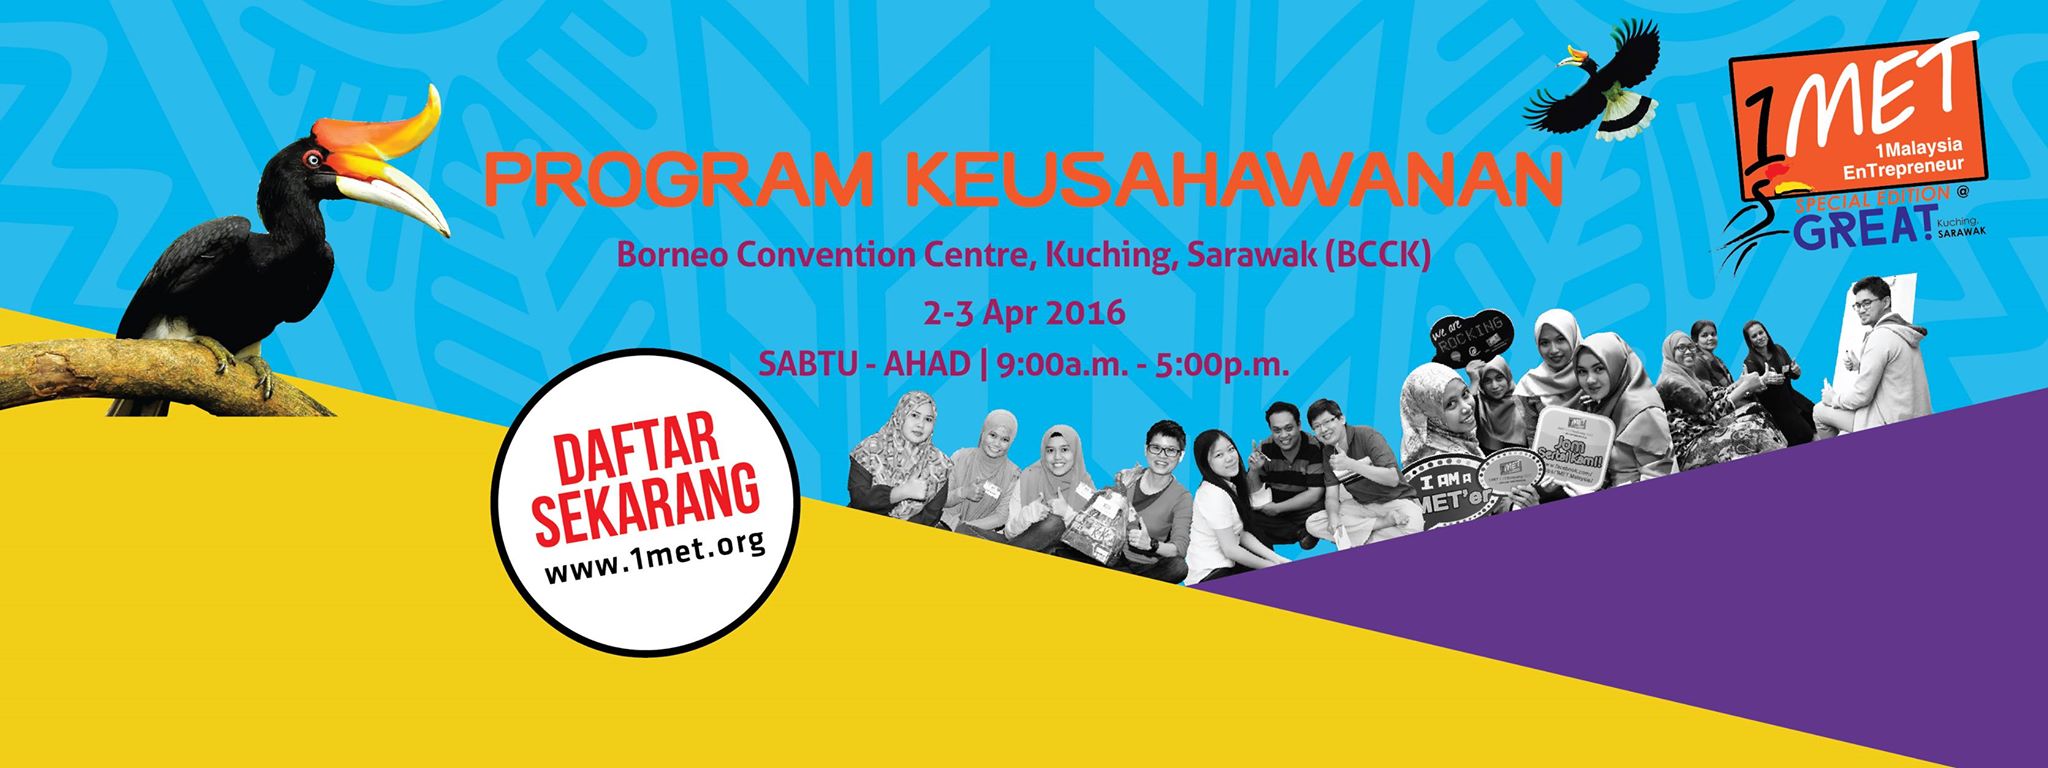 PROGRAM KEUSAHAWANAN
Borneo Convention Centre, Kuching, Sarawak (BCCK)
2-3 Apr 2016
SABTU - AHAD | 9:00a.m. - 5:00p.m.
DAFTAR
SEKARANG
www.1met.org
1MET
1Malaysia
EnTrepreneur
SPECIAL EDITION @
GREAT!
Kuching,
SARAWAK
We are
ROCKING
I AM A
1MET'er
Jom
Sertai Kami!!